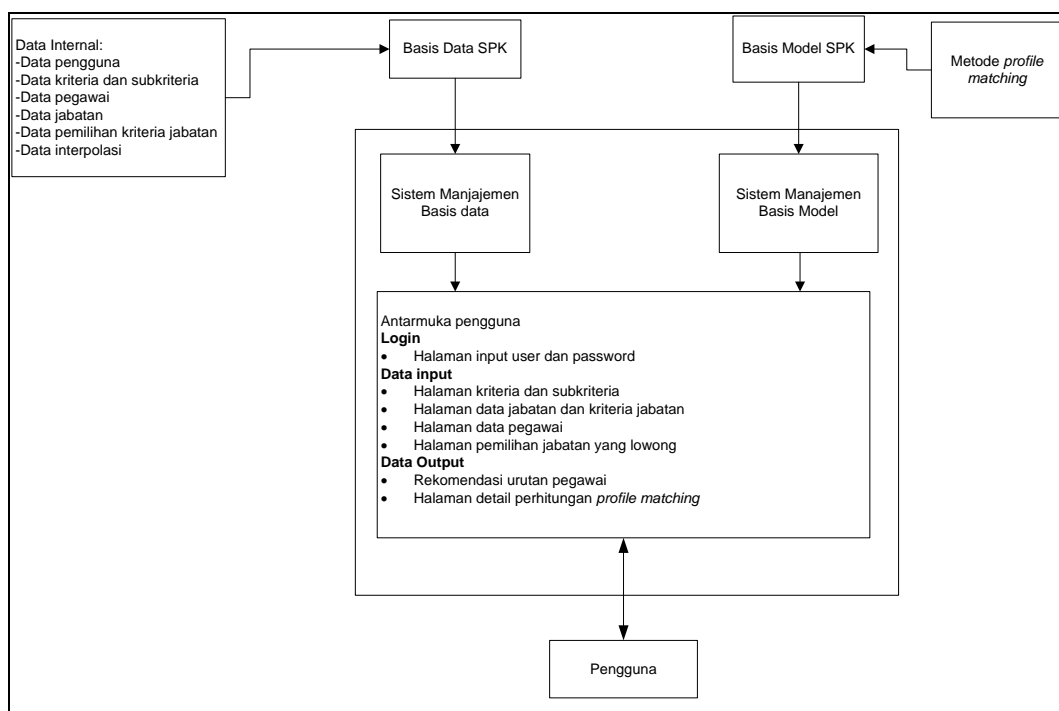 Data Internal:
-Data pengguna
-Data kriteria dan subkriteria
-Data pegawai
-Data jabatan
-Data pemilihan kriteria jabatan
-Data interpolasi
Basis Data SPK
Basis Model SPK
Metode profile
matching
Sistem Manjajemen
Basis data
Sistem Manajemen
Basis Model
Antarmuka pengguna
Login
• Halaman input user dan password
Data input
• Halaman kriteria dan subkriteria
• Halaman data jabatan dan kriteria jabatan
• Halaman data pegawai
• Halaman pemilihan jabatan yang lowong
Data Output
• Rekomendasi urutan pegawai
• Halaman detail perhitungan profile matching
Pengguna